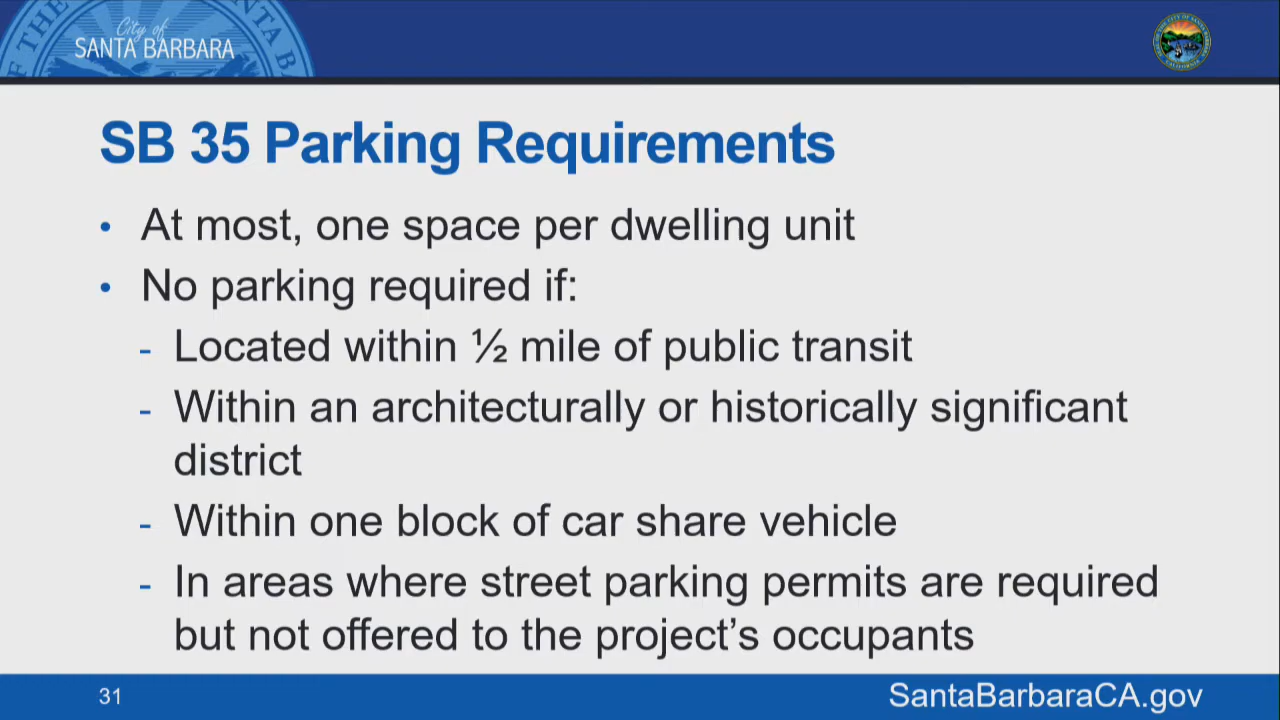 City of
SANTA BARBARA
SB 35 Parking Requirements
• At most, one space per dwelling unit
• No parking required if:
- Located within ½ mile of public transit
- Within an architecturally or historically significant
district
- Within one block of car share vehicle
- In areas where street parking permits are required
but not offered to the project’s occupants
31
SantaBarbaraCA.gov